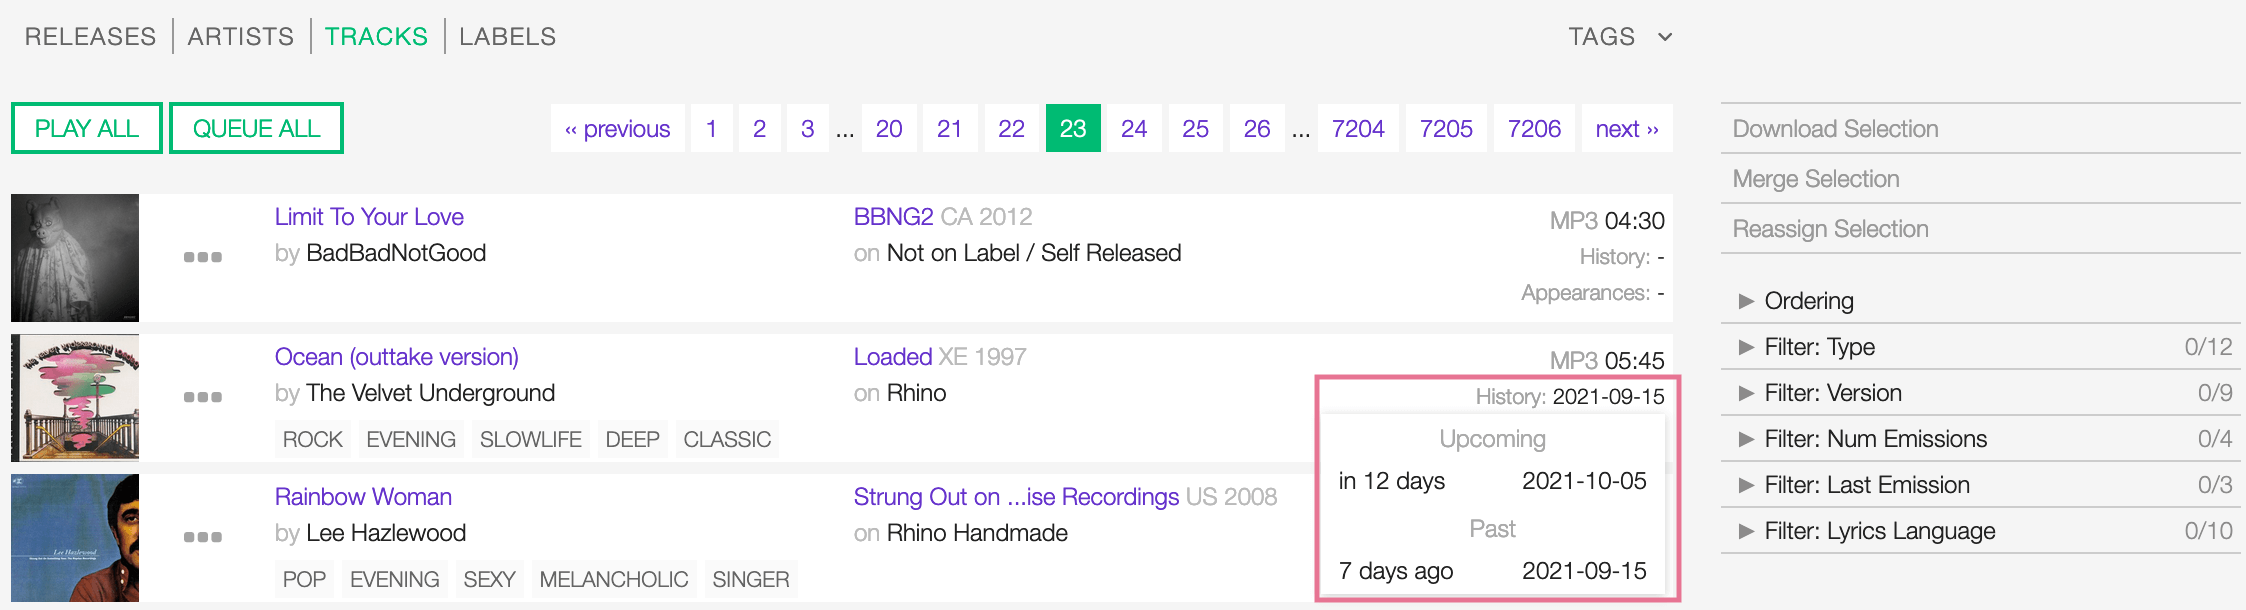 RELEASES ARTISTS TRACKS LABELS TAGS
PLAY ALL QUEUE ALL ‹‹ previous 1 2 3 ... 20 21 22 23 24 25 26 ... 7204 7205 7206 next ››
Download Selection
Merge Selection
Reassign Selection
Limit To Your Love BBNG2 CA 2012 MP3 04:30
by BadBadNotGood on Not on Label / Self Released History: -
Appearances: -
Ocean (outtake version) Loaded XE 1997 MP3 05:45
by The Velvet Underground on Rhino History: 2021-09-15
ROCK EVENING SLOWLIFE DEEP CLASSIC
Upcoming
in 12 days 2021-10-05
Past
7 days ago 2021-09-15
Rainbow Woman Strung Out on ...ise Recordings US 2008
by Lee Hazlewood on Rhino Handmade
POP EVENING SEXY MELANCHOLIC SINGER
Ordering
Filter: Type 0/12
Filter: Version 0/9
Filter: Num Emissions 0/4
Filter: Last Emission 0/3
Filter: Lyrics Language 0/10
Lee Hazlewood